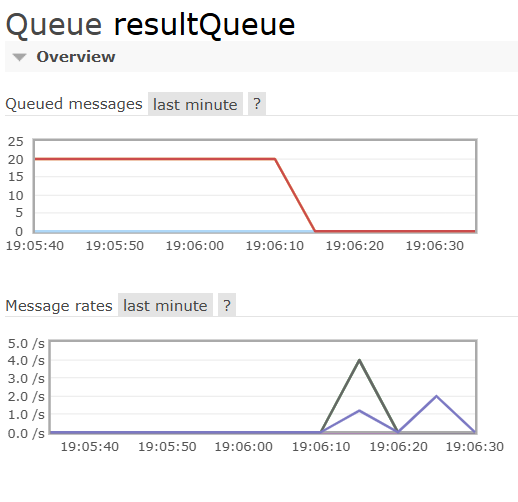 Queue resultQueue
Overview
Queued messages last minute ?
25
20
15
10
5
0
19:05:40 19:05:50 19:06:00 19:06:10 19:06:20 19:06:30
Message rates last minute ?
5.0 /s
4.0 /s
3.0 /s
2.0 /s
1.0 /s
0.0 /s
19:05:40 19:05:50 19:06:00 19:06:10 19:06:20 19:06:30